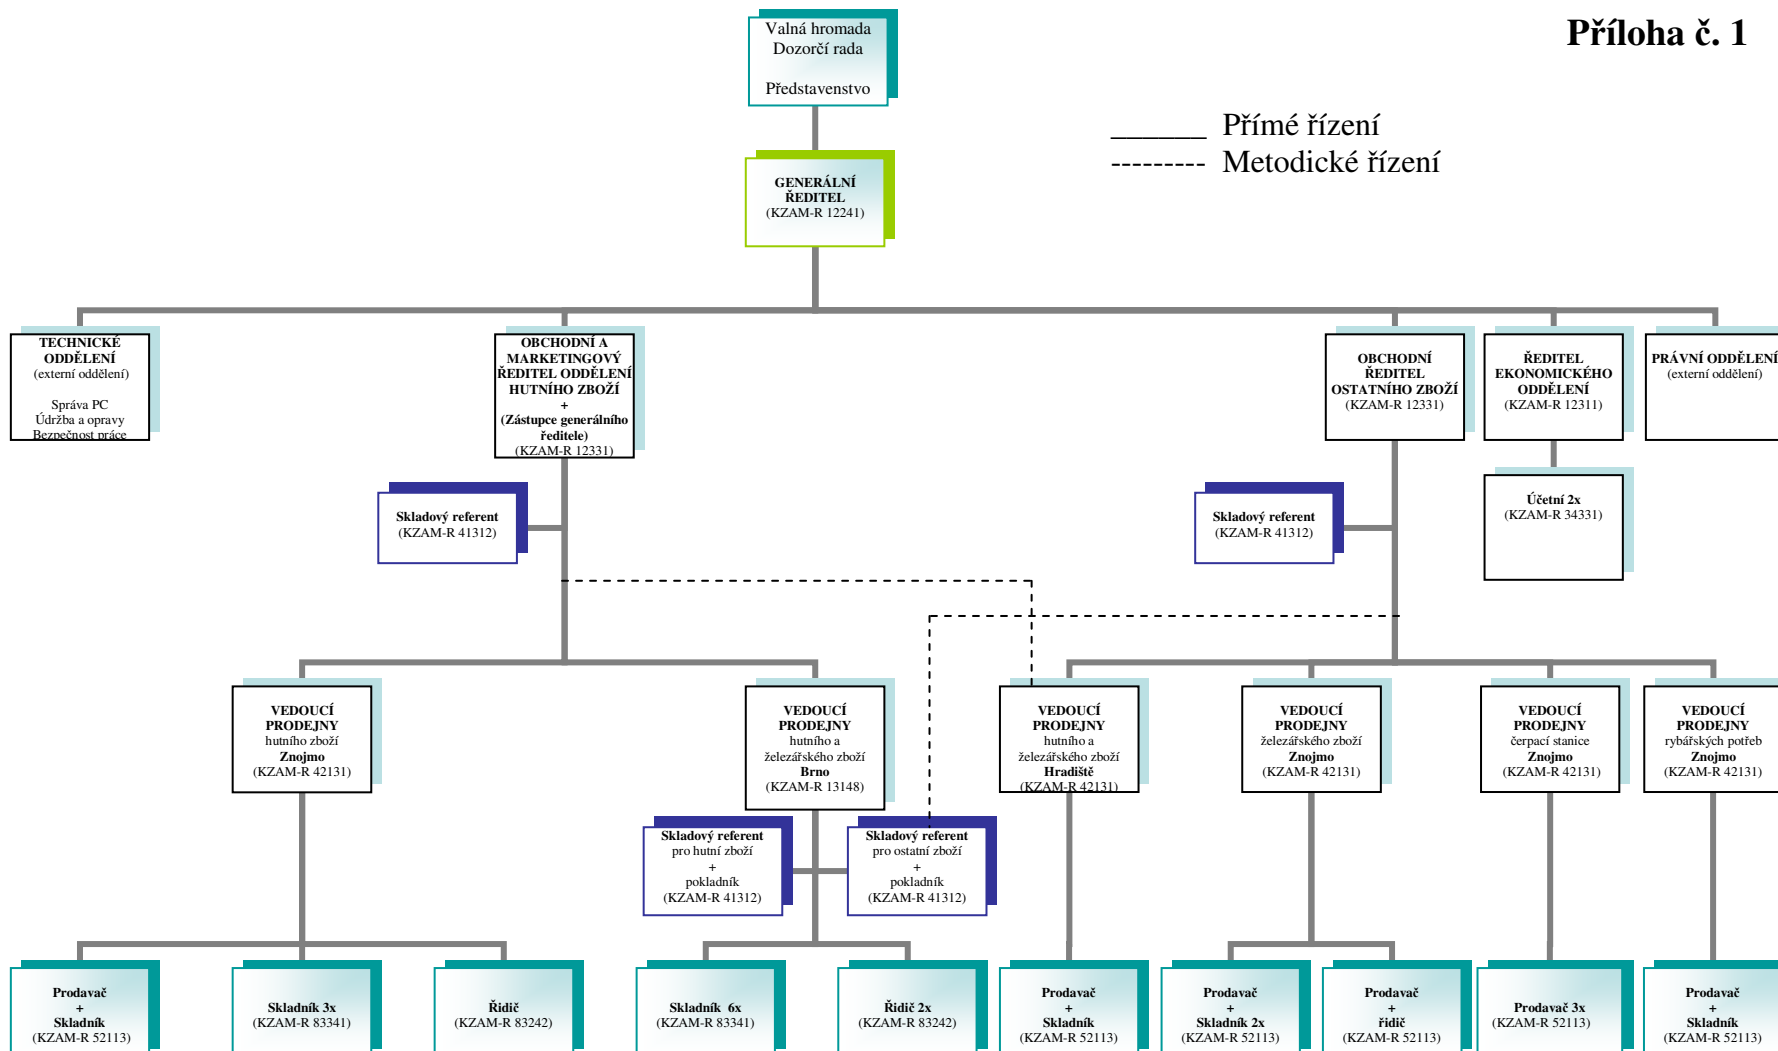 Příloha č. 1
Valná hromada
Dozorčí rada
Představenstvo
______ Přímé řízení
--------- Metodické řízení
GENERÁLNÍ
ŘEDITEL
(KZAM-R 12241)
TECHNICKÉ
ODDĚLENÍ
(externí oddělení)
Správa PC
Údržba a opravy
Bezpečnost práce
OBCHODNÍ A
MARKETINGOVÝ
ŘEDITEL ODDĚLENÍ
HUTNÍHO ZBOŽÍ
+
(Zástupce generálního
ředitele)
(KZAM-R 12331)
OBCHODNÍ
ŘEDITEL
OSTATNÍHO ZBOŽÍ
(KZAM-R 12331)
ŘEDITEL
EKONOMICKÉHO
ODDĚLENÍ
(KZAM-R 12311)
PRÁVNÍ ODDĚLENÍ
(externí oddělení)
Skladový referent
(KZAM-R 41312)
Skladový referent
(KZAM-R 41312)
Účetní 2x
(KZAM-R 34331)
VEDOUCÍ
PRODEJNY
hutního zboží
Znojmo
(KZAM-R 42131)
VEDOUCÍ
PRODEJNY
hutního a
železářského zboží
Brno
(KZAM-R 13148)
VEDOUCÍ
PRODEJNY
hutního a
železářského zboží
Hradiště
(KZAM-R 42131)
VEDOUCÍ
PRODEJNY
železářského zboží
Znojmo
(KZAM-R 42131)
VEDOUCÍ
PRODEJNY
čerpací stanice
Znojmo
(KZAM-R 42131)
VEDOUCÍ
PRODEJNY
rybářských potřeb
Znojmo
(KZAM-R 42131)
Skladový referent
pro hutní zboží
+
pokladník
(KZAM-R 41312)
Skladový referent
pro ostatní zboží
+
pokladník
(KZAM-R 41312)
Prodavač
+
Skladník
(KZAM-R 52113)
Skladník 3x
(KZAM-R 83341)
Řidič
(KZAM-R 83242)
Skladník 6x
(KZAM-R 83341)
Řidič 2x
(KZAM-R 83242)
Prodavač
+
Skladník
(KZAM-R 52113)
Prodavač
+
Skladník 2x
(KZAM-R 52113)
Prodavač
+
řidič
(KZAM-R 52113)
Prodavač 3x
(KZAM-R 52113)
Prodavač
+
Skladník
(KZAM-R 52113)